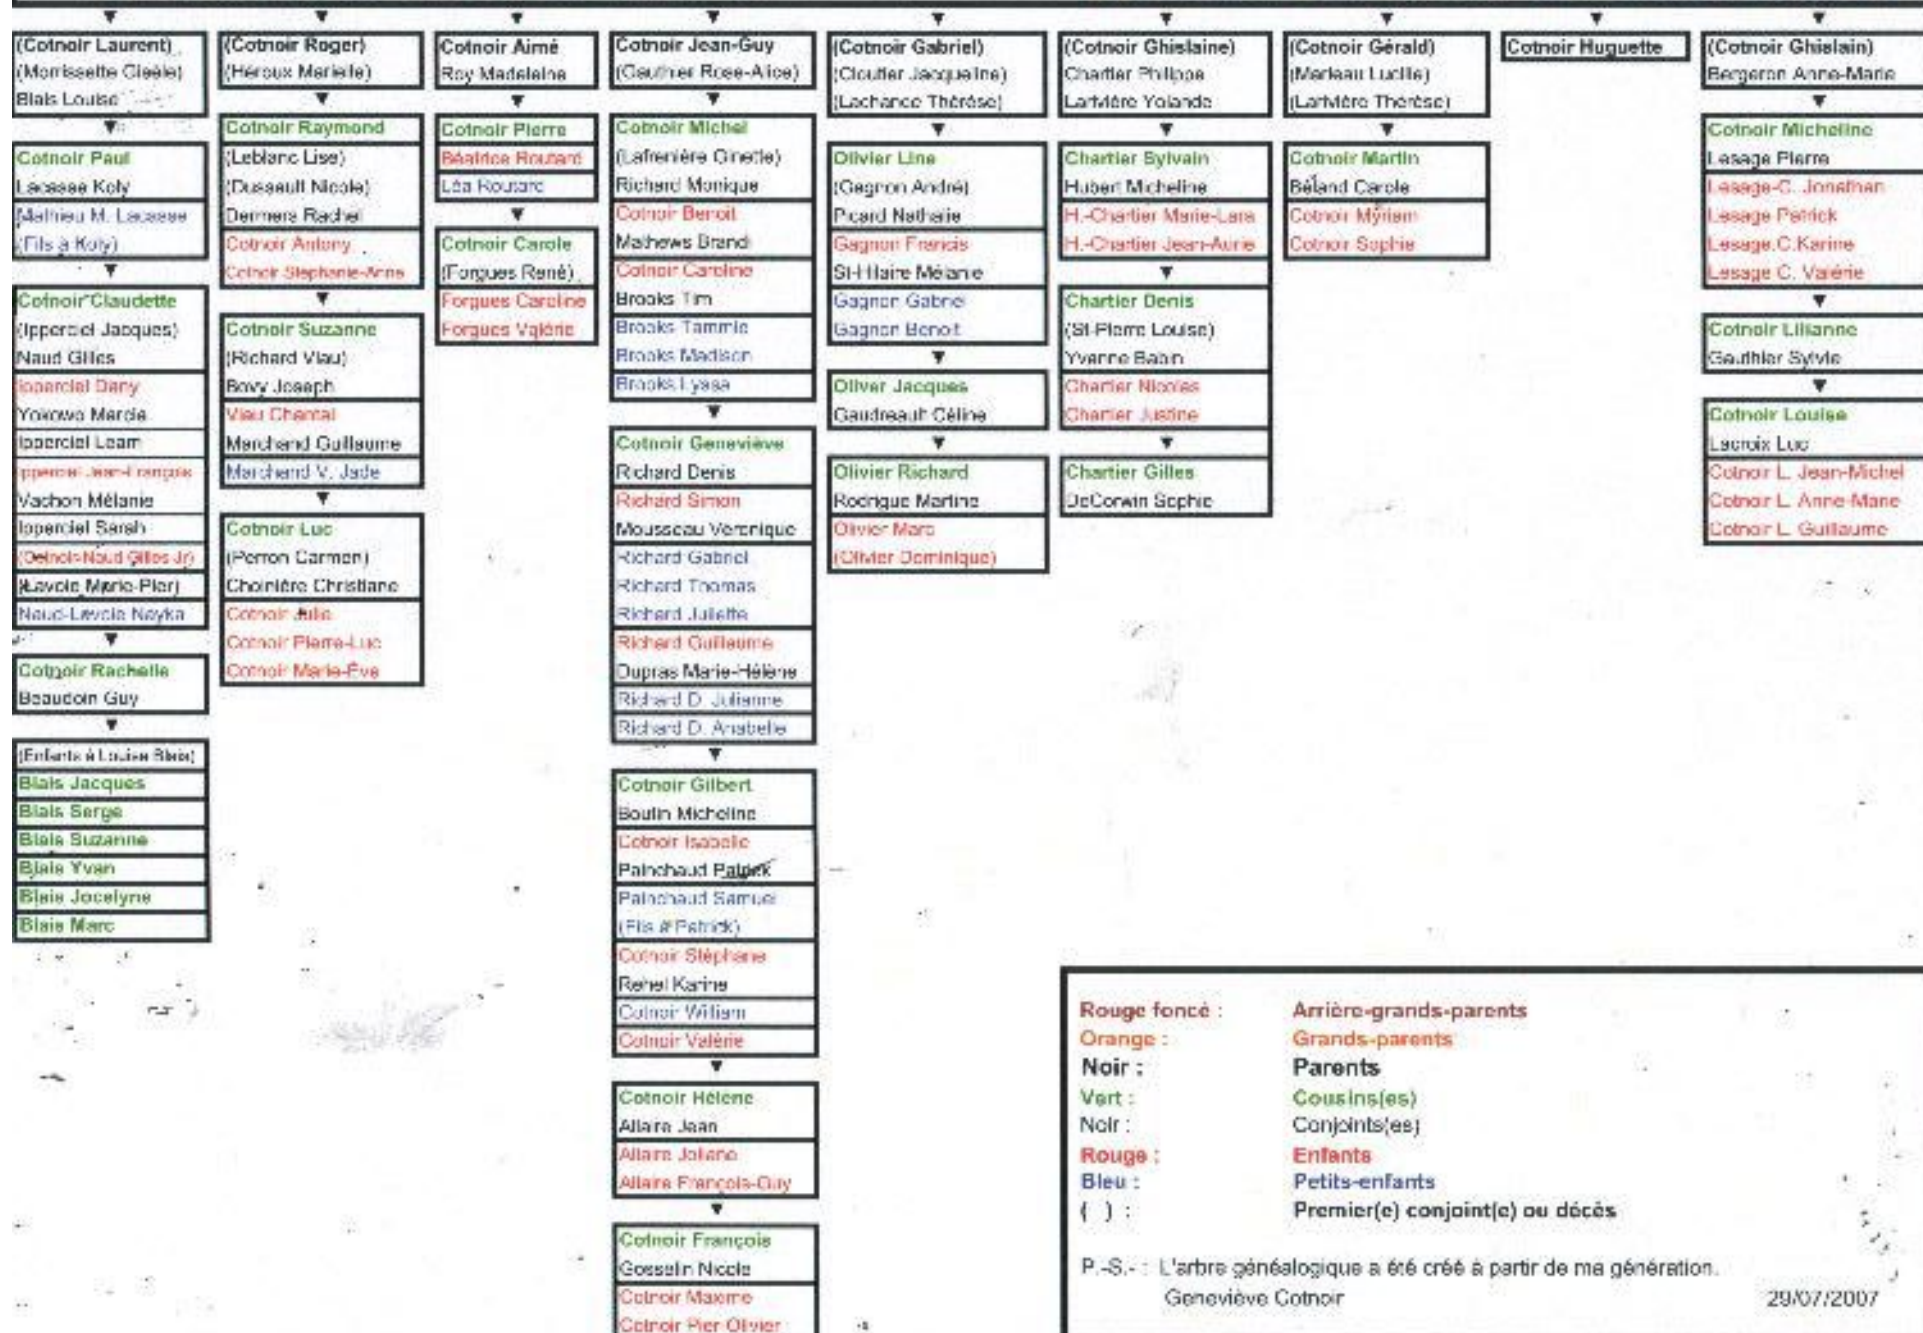 (Cotnoir Laurent)
(Morrissette Gisèle)
Blais Louise
Cotnoir Paul
Lacasse Koly
Mathieu M. Lacasse
(Fils à Koly)
Cotnoir Claudette
(Ipperciel Jacques)
Naud Gilles
Ipperciel Dany
Yokowo Marcia
Ipperciel Leam
Ipperciel Jean-François
Vachon Mélanie
Ipperciel Sarah
Naud Gilles Jr)
(Lavoie Marie-Pier)
Naud-Lavoie Nayka
Cotnoir Rachelle
Beaudoin Guy
(Enfants à Louise Blais)
Blais Jacques
Blais Serge
Blais Suzanne
Blais Yvan
Blais Jocelyne
Blais Marc
(Cotnoir Roger)
(Héroux Marielle)
Cotnoir Raymond
(Leblanc Lise)
(Dussault Nicole)
Demers Rachel
Cotnoir Antony
Cotnoir Stéphanie-Anne
Cotnoir Suzanne
(Richard Viau)
Bovy Joseph
Viau Chantal
Marchand Guillaume
Marchand V. Jade
Cotnoir Luc
(Perron Carmen)
Choinière Christiane
Cotnoir Julie
Cotnoir Pierre-Luc
Cotnoir Marie-Ève
Cotnoir Aimé
Roy Madeleine
Cotnoir Pierre
Béatrice Routard
Léa Routard
Cotnoir Carole
(Forgues René)
Forgues Caroline
Forgues Valérie
Cotnoir Jean-Guy
(Gauthier Rose-Alice)
Cotnoir Michel
(Lafrenière Ginette)
Richard Monique
Cotnoir Benoit
Mathews Brandi
Cotnoir Caroline
Brooks Tim
Brooks Tammie
Brooks Madison
Brooks Lyssa
Cotnoir Geneviève
Richard Denis
Richard Simon
Mousseau Véronique
Richard Gabriel
Richard Thomas
Richard Juliette
Richard Guillaume
Dupras Marie-Hélène
Richard D. Julianne
Richard D. Anabelle
Cotnoir Gilbert
Boutin Micheline
Cotnoir Isabelle
Painchaud Patrick
Painchaud Samuel
(Fils à Patrick)
Cotnoir Stéphane
Rehel Karine
Cotnoir William
Cotnoir Valérie
Cotnoir Hélène
Allaire Jean
Allaire Joliane
Allaire François-Guy
Cotnoir François
Gosselin Nicole
Cotnoir Maxime
Cotnoir Pier-Olivier
(Cotnoir Gabriel)
(Cloutier Jacqueline)
(Lachance Thérèse)
Olivier Line
(Gagnon André)
Picard Nathalie
Gagnon Francis
St-Hilaire Mélanie
Gagnon Gabriel
Gagnon Benoit
Oliver Jacques
Gaudreault Céline
Olivier Richard
Rodrigue Martine
Olivier Marc
(Olivier Dominique)
(Cotnoir Ghislaine)
Chartier Philippe
Larivière Yolande
Chartier Sylvain
Hubert Micheline
H.-Chartier Marie-Lara
H.-Chartier Jean-Aurie
Chartier Denis
(St-Pierre Louise)
Yvanne Babin
Chartier Nicolas
Chartier Justine
Chartier Gilles
DeCorwin Sophie
(Cotnoir Gérald)
(Marleau Lucille)
(Larivière Thérèse)
Cotnoir Martin
Béland Carole
Cotnoir Myriam
Cotnoir Sophie
Cotnoir Huguette
(Cotnoir Ghislain)
Bergeron Anne-Marie
Cotnoir Micheline
Lesage Pierre
Lesage-C. Jonathan
Lesage Patrick
Lesage.C.Karine
Lesage C. Valérie
Cotnoir Lilianne
Gauthier Sylvie
Cotnoir Louise
Lacroix Luc
Cotnoir L. Jean-Michel
Cotnoir L. Anne-Marie
Cotnoir L. Guillaume
Rouge foncé : Arrière-grands-parents
Orange : Grands-parents
Noir : Parents
Vert : Cousins(es)
Noir : Conjoints(es)
Rouge : Enfants
Bleu : Petits-enfants
( ) : Premier(e) conjoint(e) ou décès
P.-S.- : L'arbre généalogique a été créé à partir de ma génération.
Geneviève Cotnoir 29/07/2007